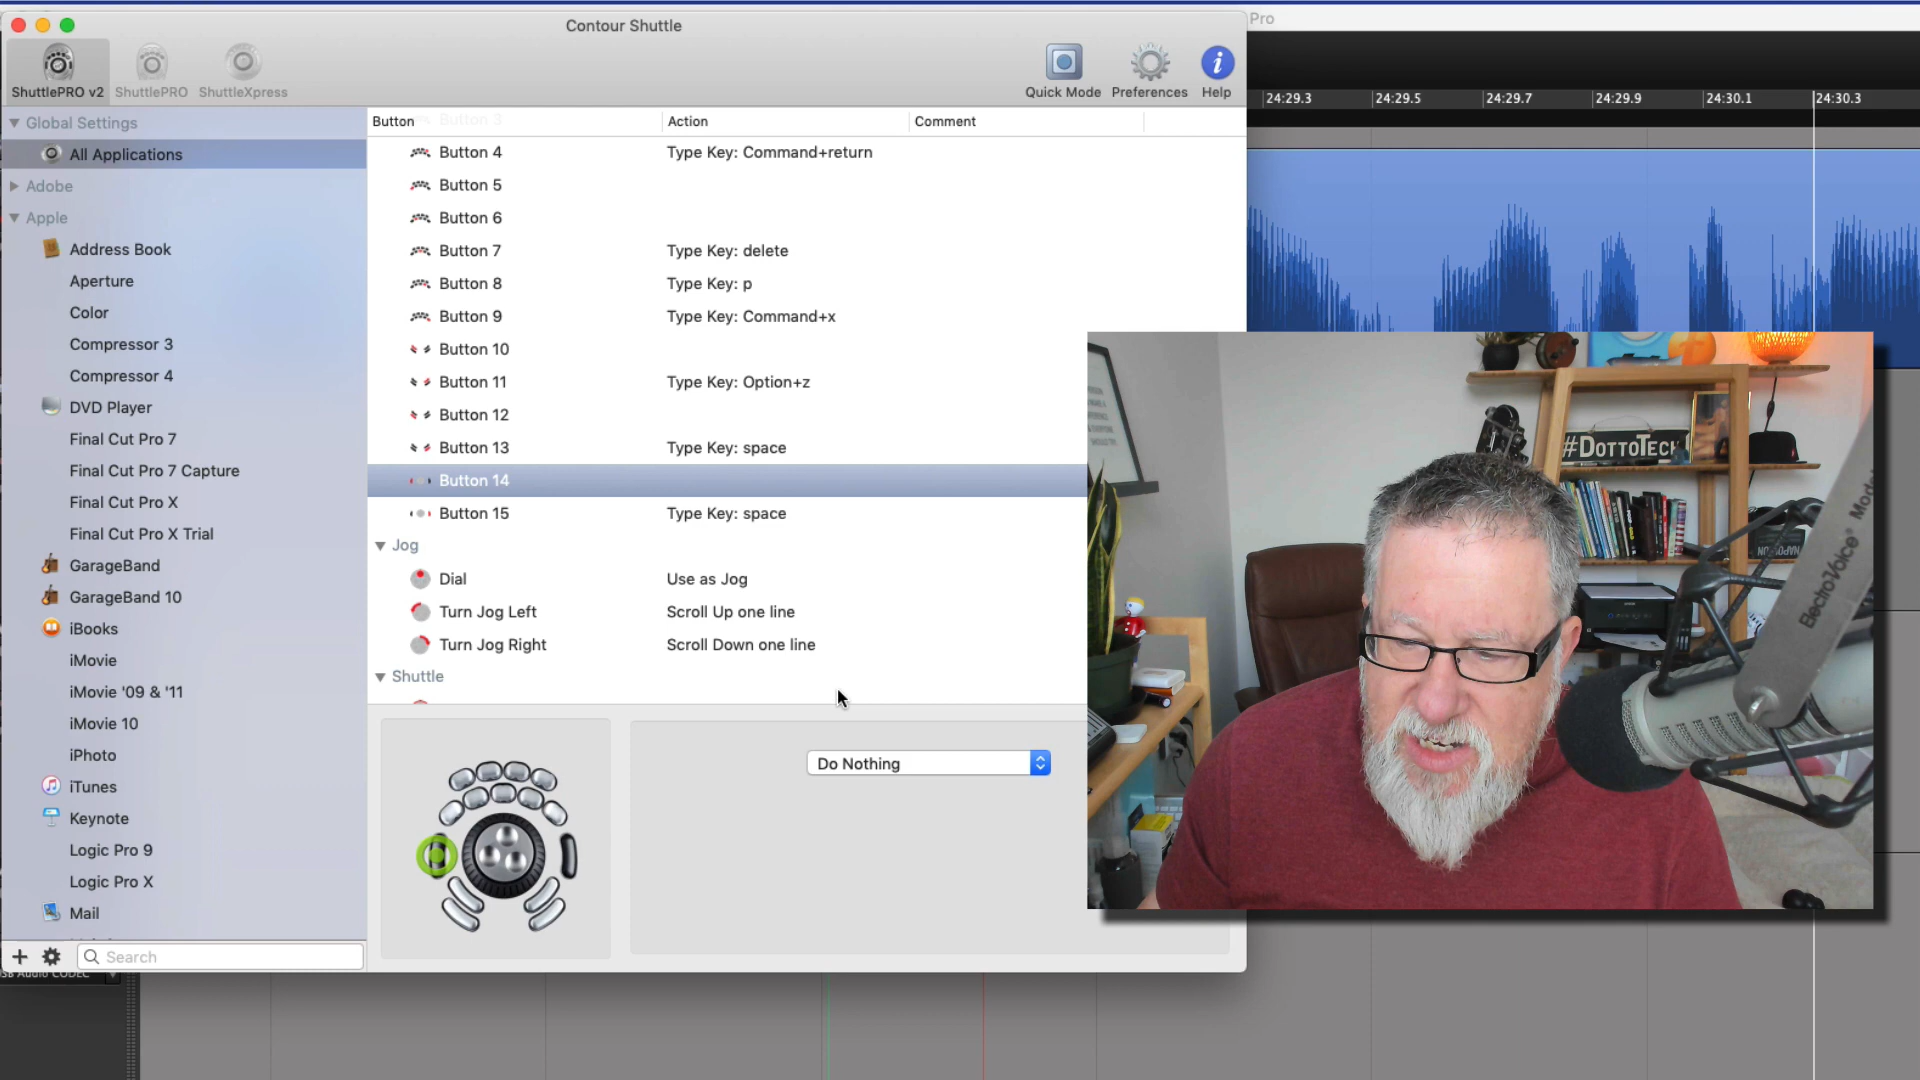 Contour Shuttle
Pro
ShuttlePRO v2
ShuttlePRO
ShuttleXpress
Quick Mode
Preferences
Help
24:29.3
24:29.5
24:29.7
24:29.9
24:30.1
24:30.3
Global Settings
All Applications
Adobe
Apple
Address Book
Aperture
Color
Compressor 3
Compressor 4
DVD Player
Final Cut Pro 7
Final Cut Pro 7 Capture
Final Cut Pro X
Final Cut Pro X Trial
GarageBand
GarageBand 10
iBooks
iMovie
iMovie '09 & '11
iMovie 10
iPhoto
iTunes
Keynote
Logic Pro 9
Logic Pro X
Mail
Search
Button
Action
Comment
Button 3
Button 4 Type Key: Command+return
Button 5
Button 6
Button 7 Type Key: delete
Button 8 Type Key: p
Button 9 Type Key: Command+x
Button 10
Button 11 Type Key: Option+z
Button 12
Button 13 Type Key: space
Button 14
Button 15 Type Key: space
Jog
Dial Use as Jog
Turn Jog Left Scroll Up one line
Turn Jog Right Scroll Down one line
Shuttle
Do Nothing
#DOTTOTECH
ElectroVoice